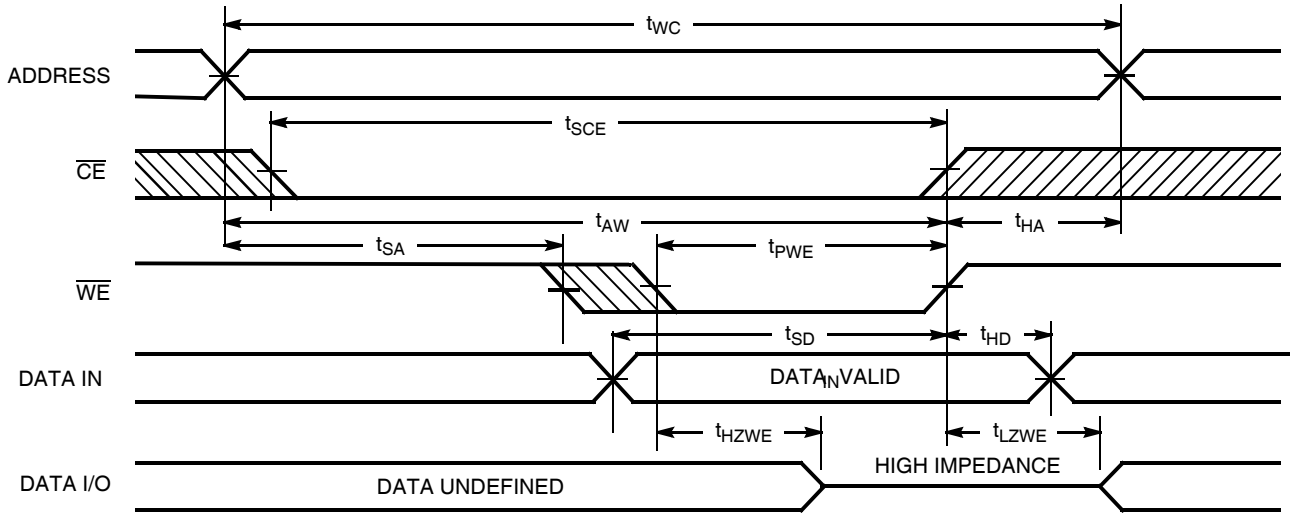 tWC
ADDRESS
tSCE
CE
tAW
tHA
tSA
tPWE
WE
tSD
tHD
DATA IN
DATAINVALID
tHZWE
tLZWE
HIGH IMPEDANCE
DATA I/O
DATA UNDEFINED